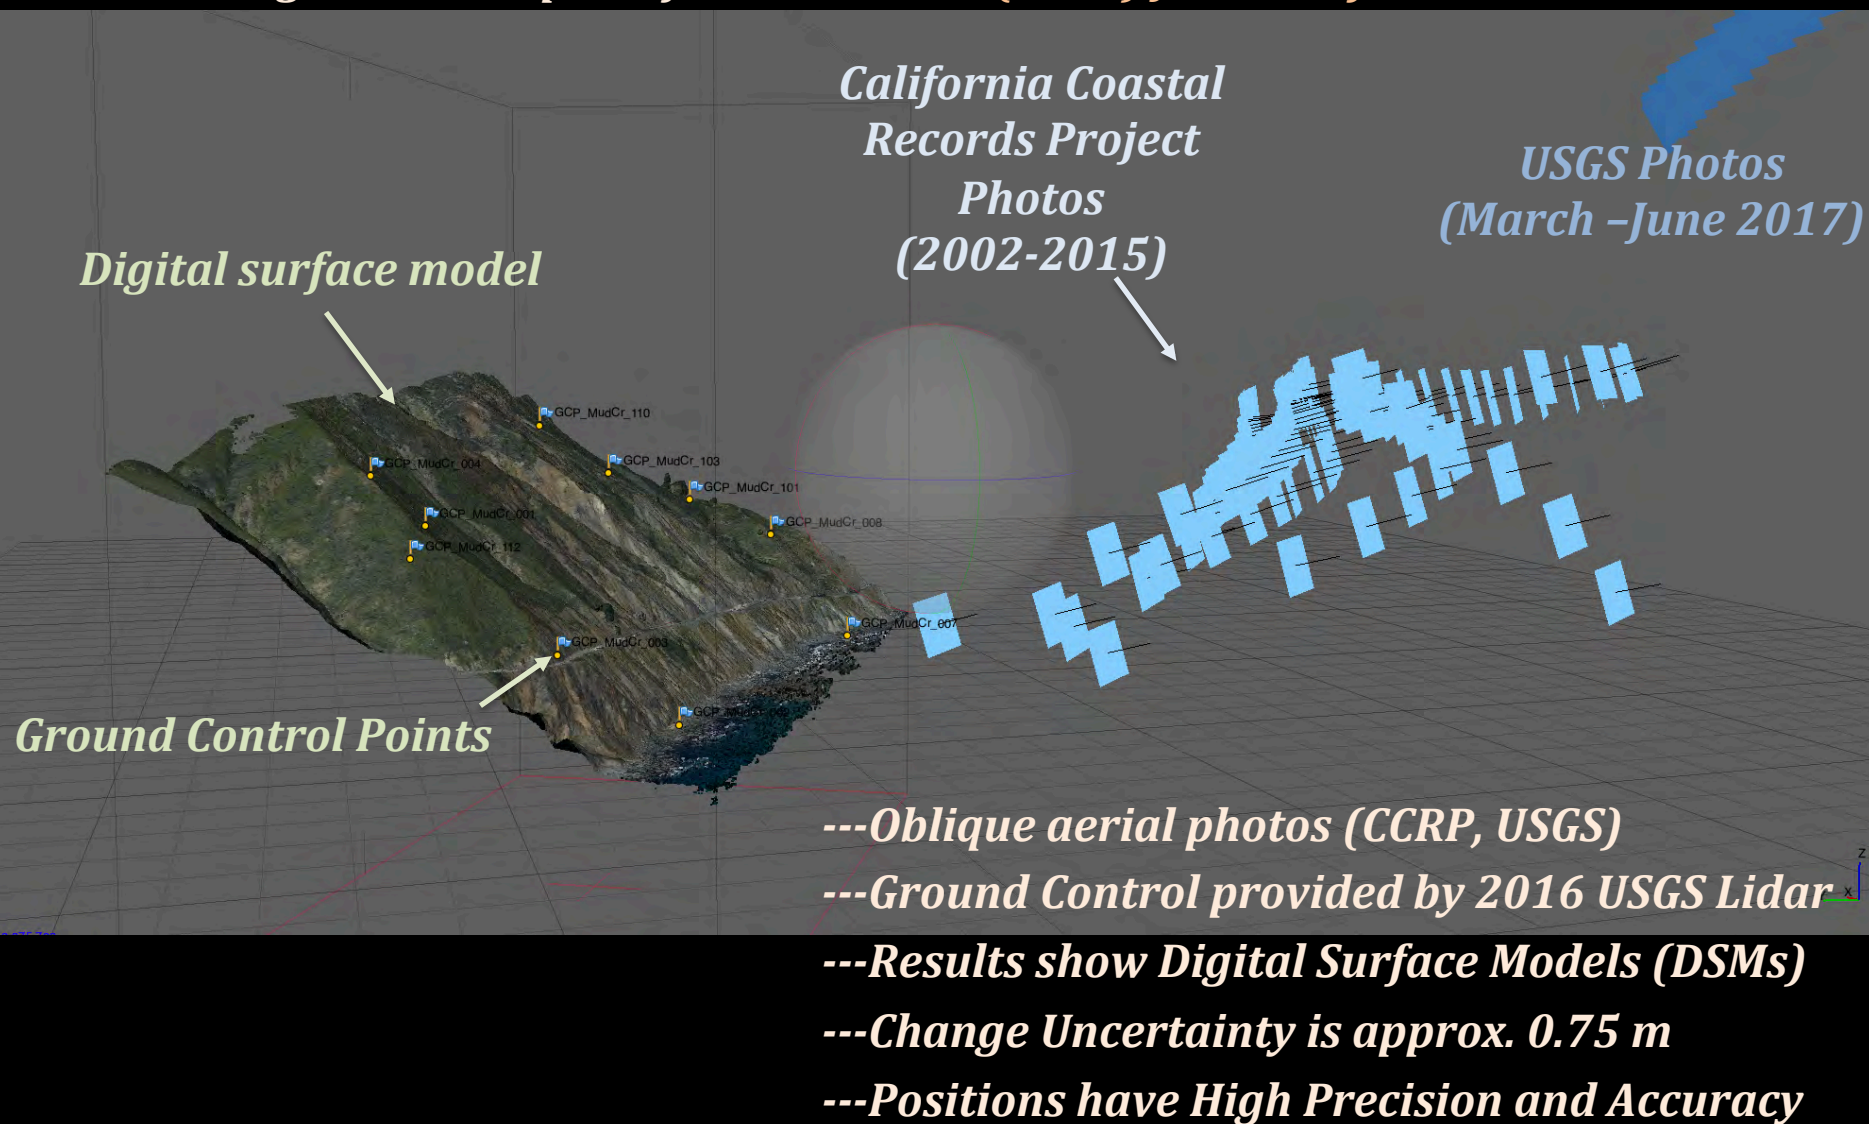 California Coastal
Records Project
Photos
(2002-2015)
USGS Photos
(March –June 2017)
Digital surface model
GCP_MudCr_110
GCP_MudCr_103
GCP_MudCr_004
GCP_MudCr_101
GCP_MudCr_001
GCP_MudCr_008
GCP_MudCr_112
GCP_MudCr_007
GCP_MudCr_003
Ground Control Points
---Oblique aerial photos (CCRP, USGS)
Z
---Ground Control provided by 2016 USGS Lidar
X
---Results show Digital Surface Models (DSMs)
---Change Uncertainty is approx. 0.75 m
---Positions have High Precision and Accuracy